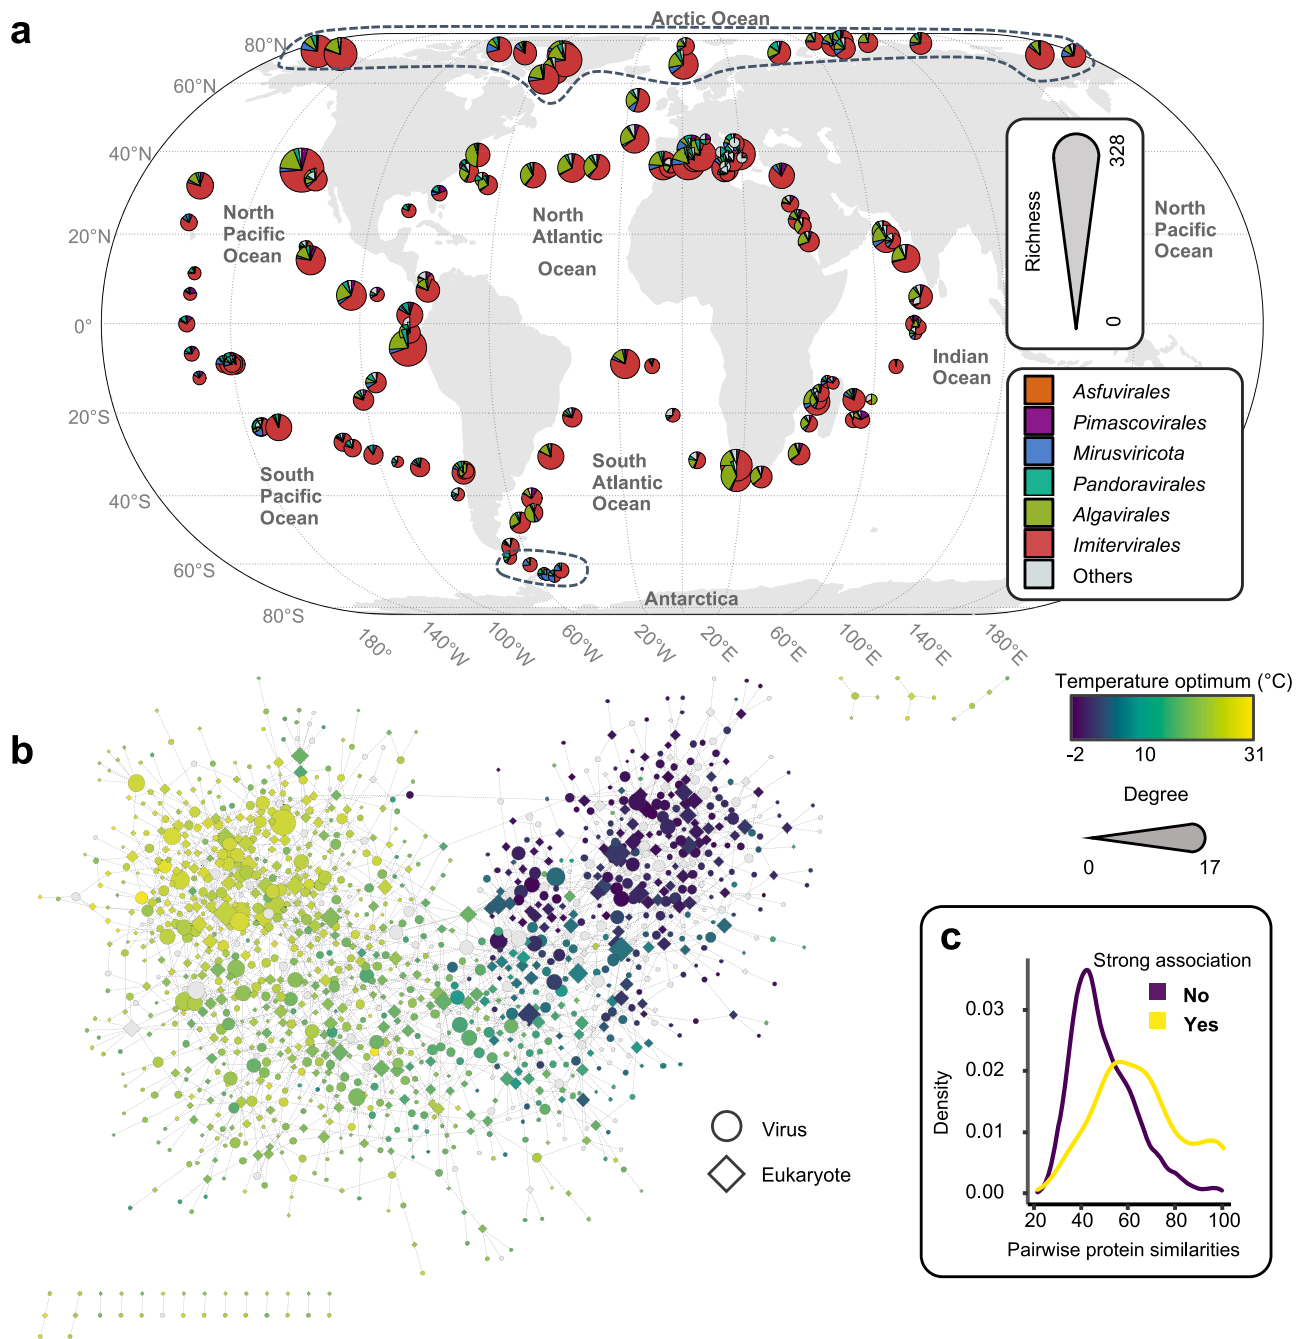 a
Arctic Ocean
80°N
60°N
40°N
20°N
0°
20°S
40°S
60°S
80°S
North
Pacific
Ocean
North
Atlantic
Ocean
North
Pacific
Ocean
Indian
Ocean
South
Pacific
Ocean
South
Atlantic
Ocean
Antarctica
Richness
328
0
Asfuvirales
Pimascovirales
Mirusviricota
Pandoravirales
Algavirales
Imitervirales
Others
180°
140°W
100°W
60°W
20°W
20°E
60°E
100°E
140°E
180°E
b
Temperature optimum (°C)
-2 10 31
Degree
0 17
Virus
Eukaryote
c
Strong association
No
Yes
Density
0.03
0.02
0.01
0.00
20 40 60 80 100
Pairwise protein similarities